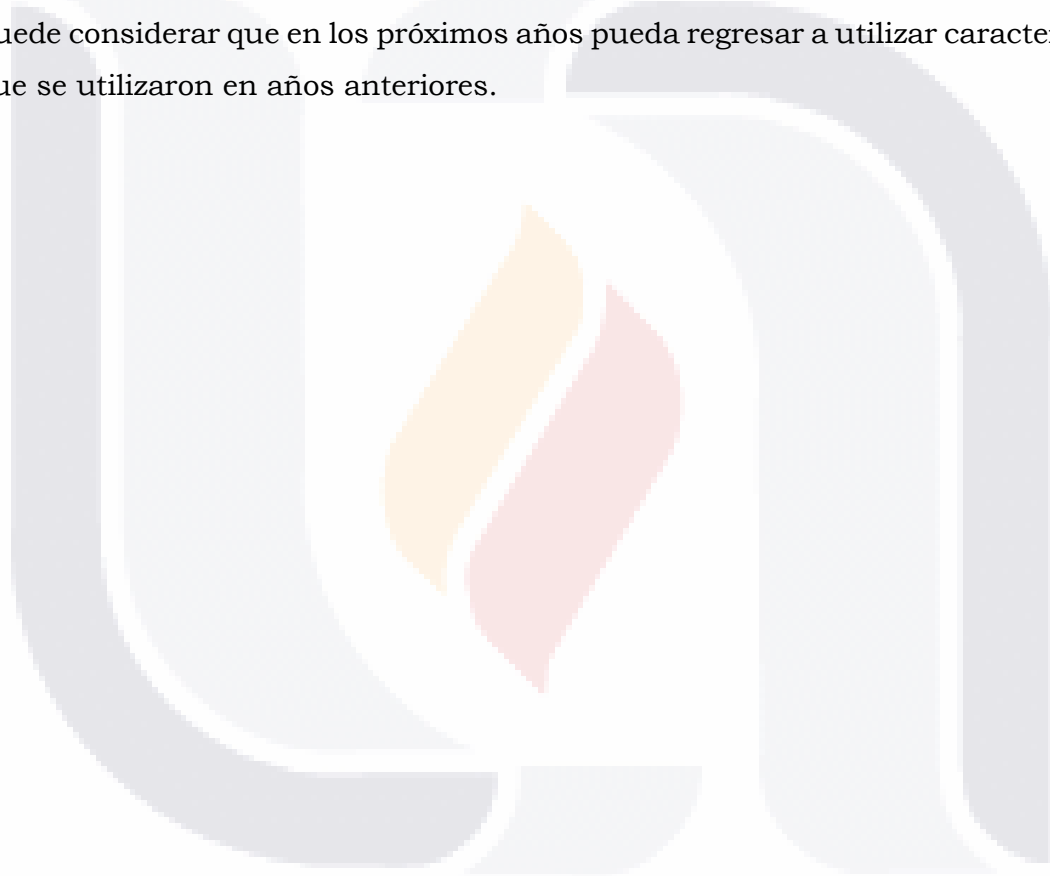 uede considerar que en los próximos años pueda regresar a utilizar caracte
ue se utilizaron en años anteriores.